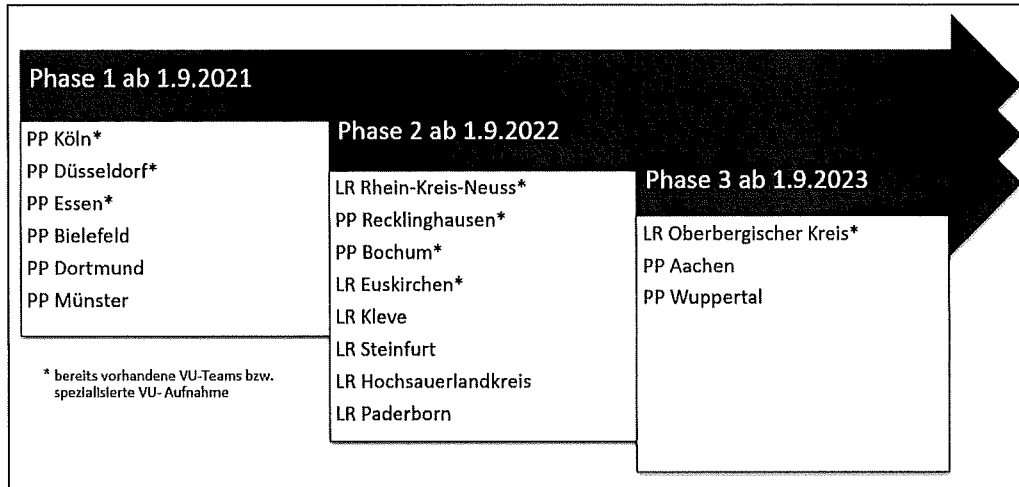 Phase 1 ab 1.9.2021
PP Köln*
PP Düsseldorf*
PP Essen*
PP Bielefeld
PP Dortmund
PP Münster
* bereits vorhandene VU-Teams bzw.
spezialisierte VU- Aufnahme
Phase 2 ab 1.9.2022
LR Rhein-Kreis-Neuss*
PP Recklinghausen*
PP Bochum*
LR Euskirchen*
LR Kleve
LR Steinfurt
LR Hochsauerlandkreis
LR Paderborn
Phase 3 ab 1.9.2023
LR Oberbergischer Kreis*
PP Aachen
PP Wuppertal